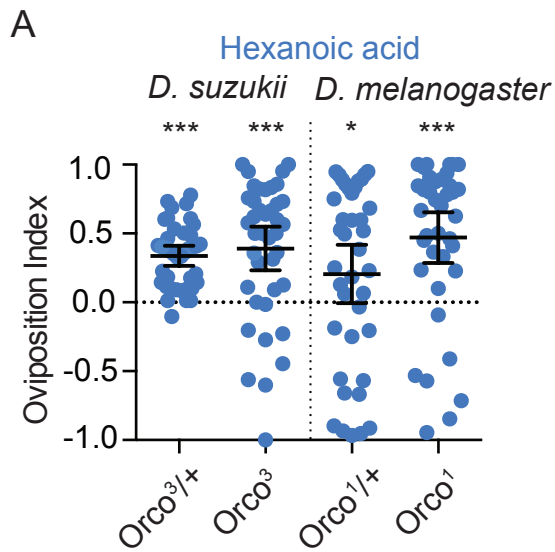 A
Hexanoic acid
D. suzukii D. melanogaster
*** *** * ***
1.0
0.5
0.0
-0.5
-1.0
Oviposition Index
Orco³/+ Orco³ Orco¹/+ Orco¹